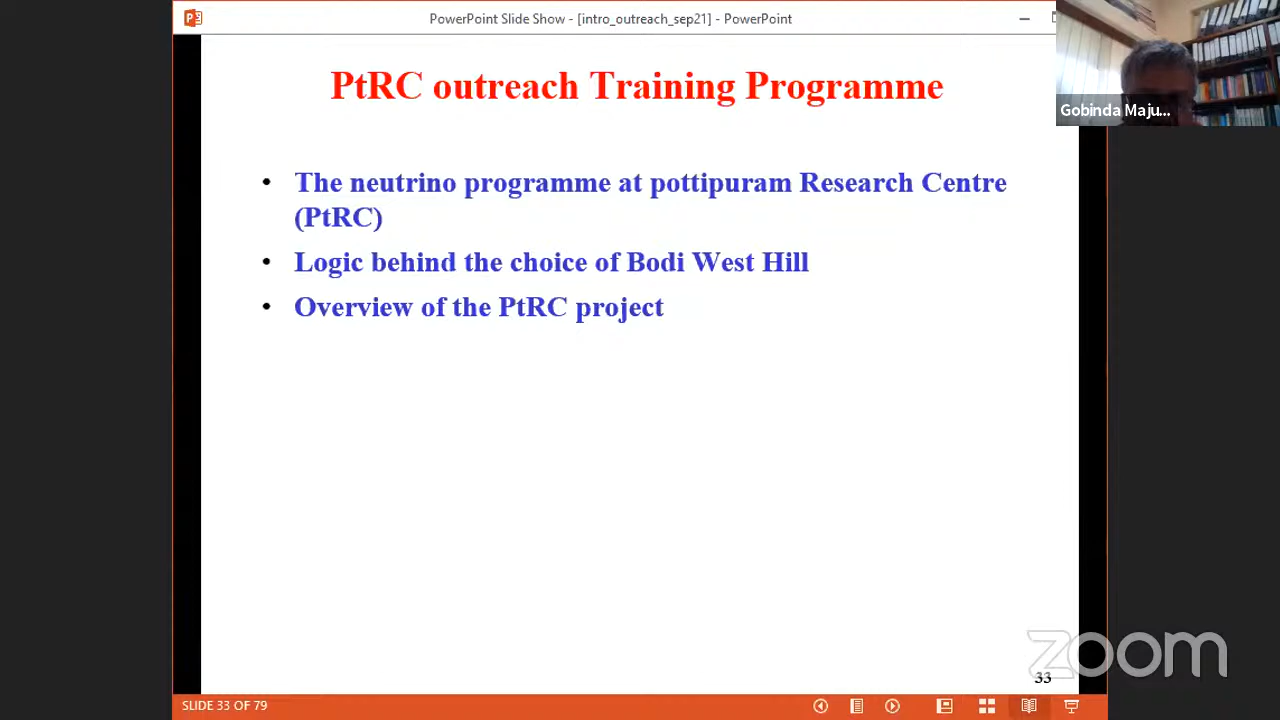 PowerPoint Slide Show - [intro_outreach_sep21] - PowerPoint
PtRC outreach Training Programme
Gobinda Maju...
• The neutrino programme at pottipuram Research Centre
(PtRC)
• Logic behind the choice of Bodi West Hill
• Overview of the PtRC project
zoom
33
SLIDE 33 OF 79